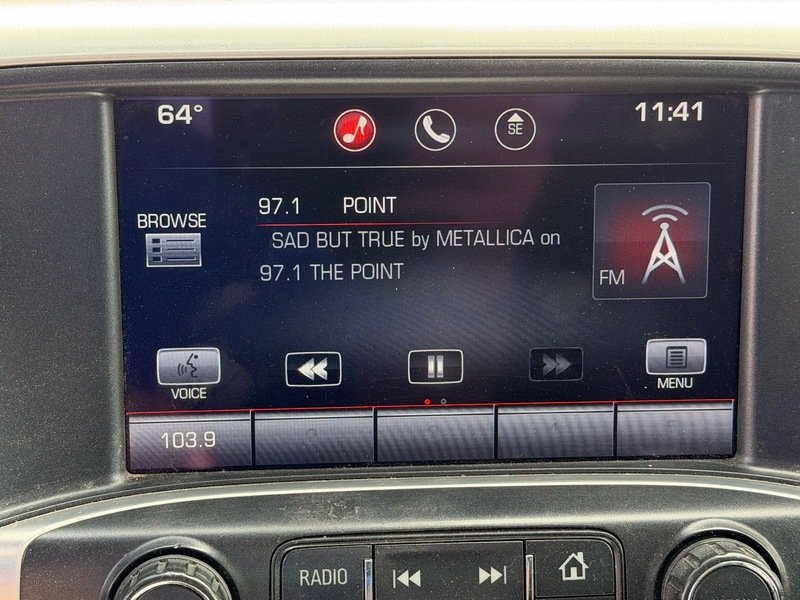 64°
11:41
SE
BROWSE
97.1 POINT
SAD BUT TRUE by METALLICA on
97.1 THE POINT
FM
VOICE
MENU
103.9
RADIO